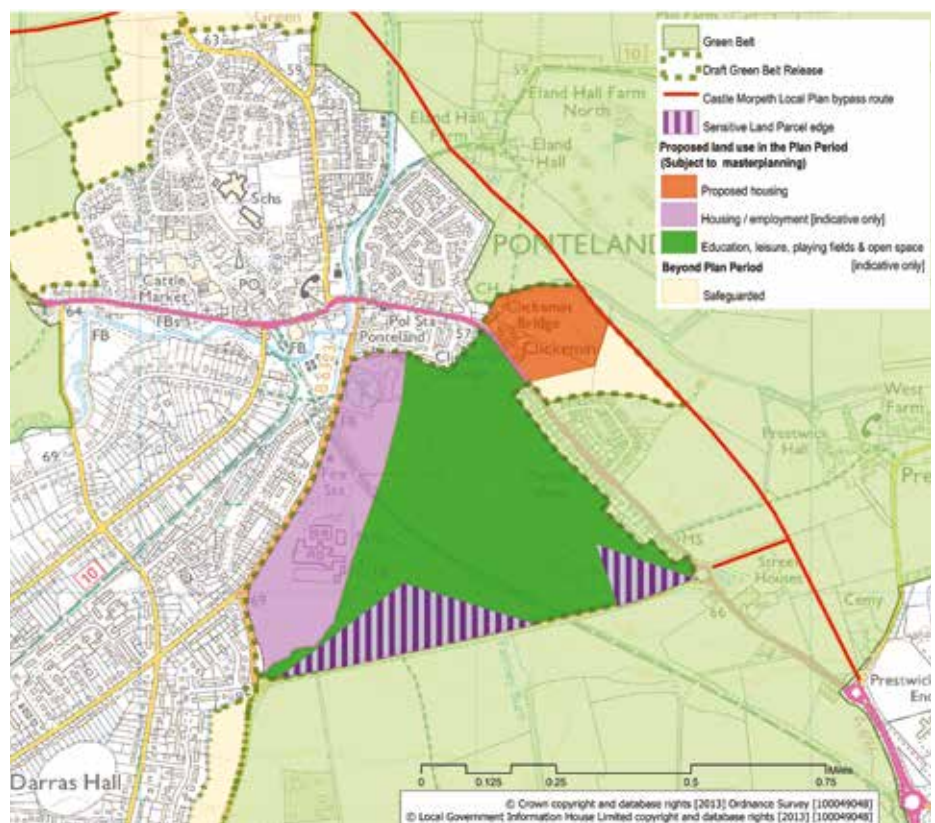 Green Belt
Draft Green Belt Release
Castle Morpeth Local Plan bypass route
Sensitive Land Parcel edge
Proposed land use in the Plan Period
(Subject to masterplanning)
Proposed housing
Housing / employment [indicative only]
Education, leisure, playing fields & open space
[indicative only]
Beyond Plan Period
Safeguarded
63
59
10
59
Eland Hall Farm
North
Eland Hall
Farm
Eland
Hall
Schs
PONTELAND
Cattle
Market
PO
CH
Clickemin
Bridge
Clickemin
64
FBs
FB
FB
Pol Sta
Ponteland
57
B 6323
West
Farm
Prestwick
Hall
Pre
69
10
69
MS
Street
Houses
66
Cemy
Prestwick
End
Darras Hall
0
0.125
0.25
0.5
0.75
Miles
© Crown copyright and database rights [2013] Ordnance Survey [100049048]
© Local Government Information House Limited copyright and database rights [2013] [100049048]